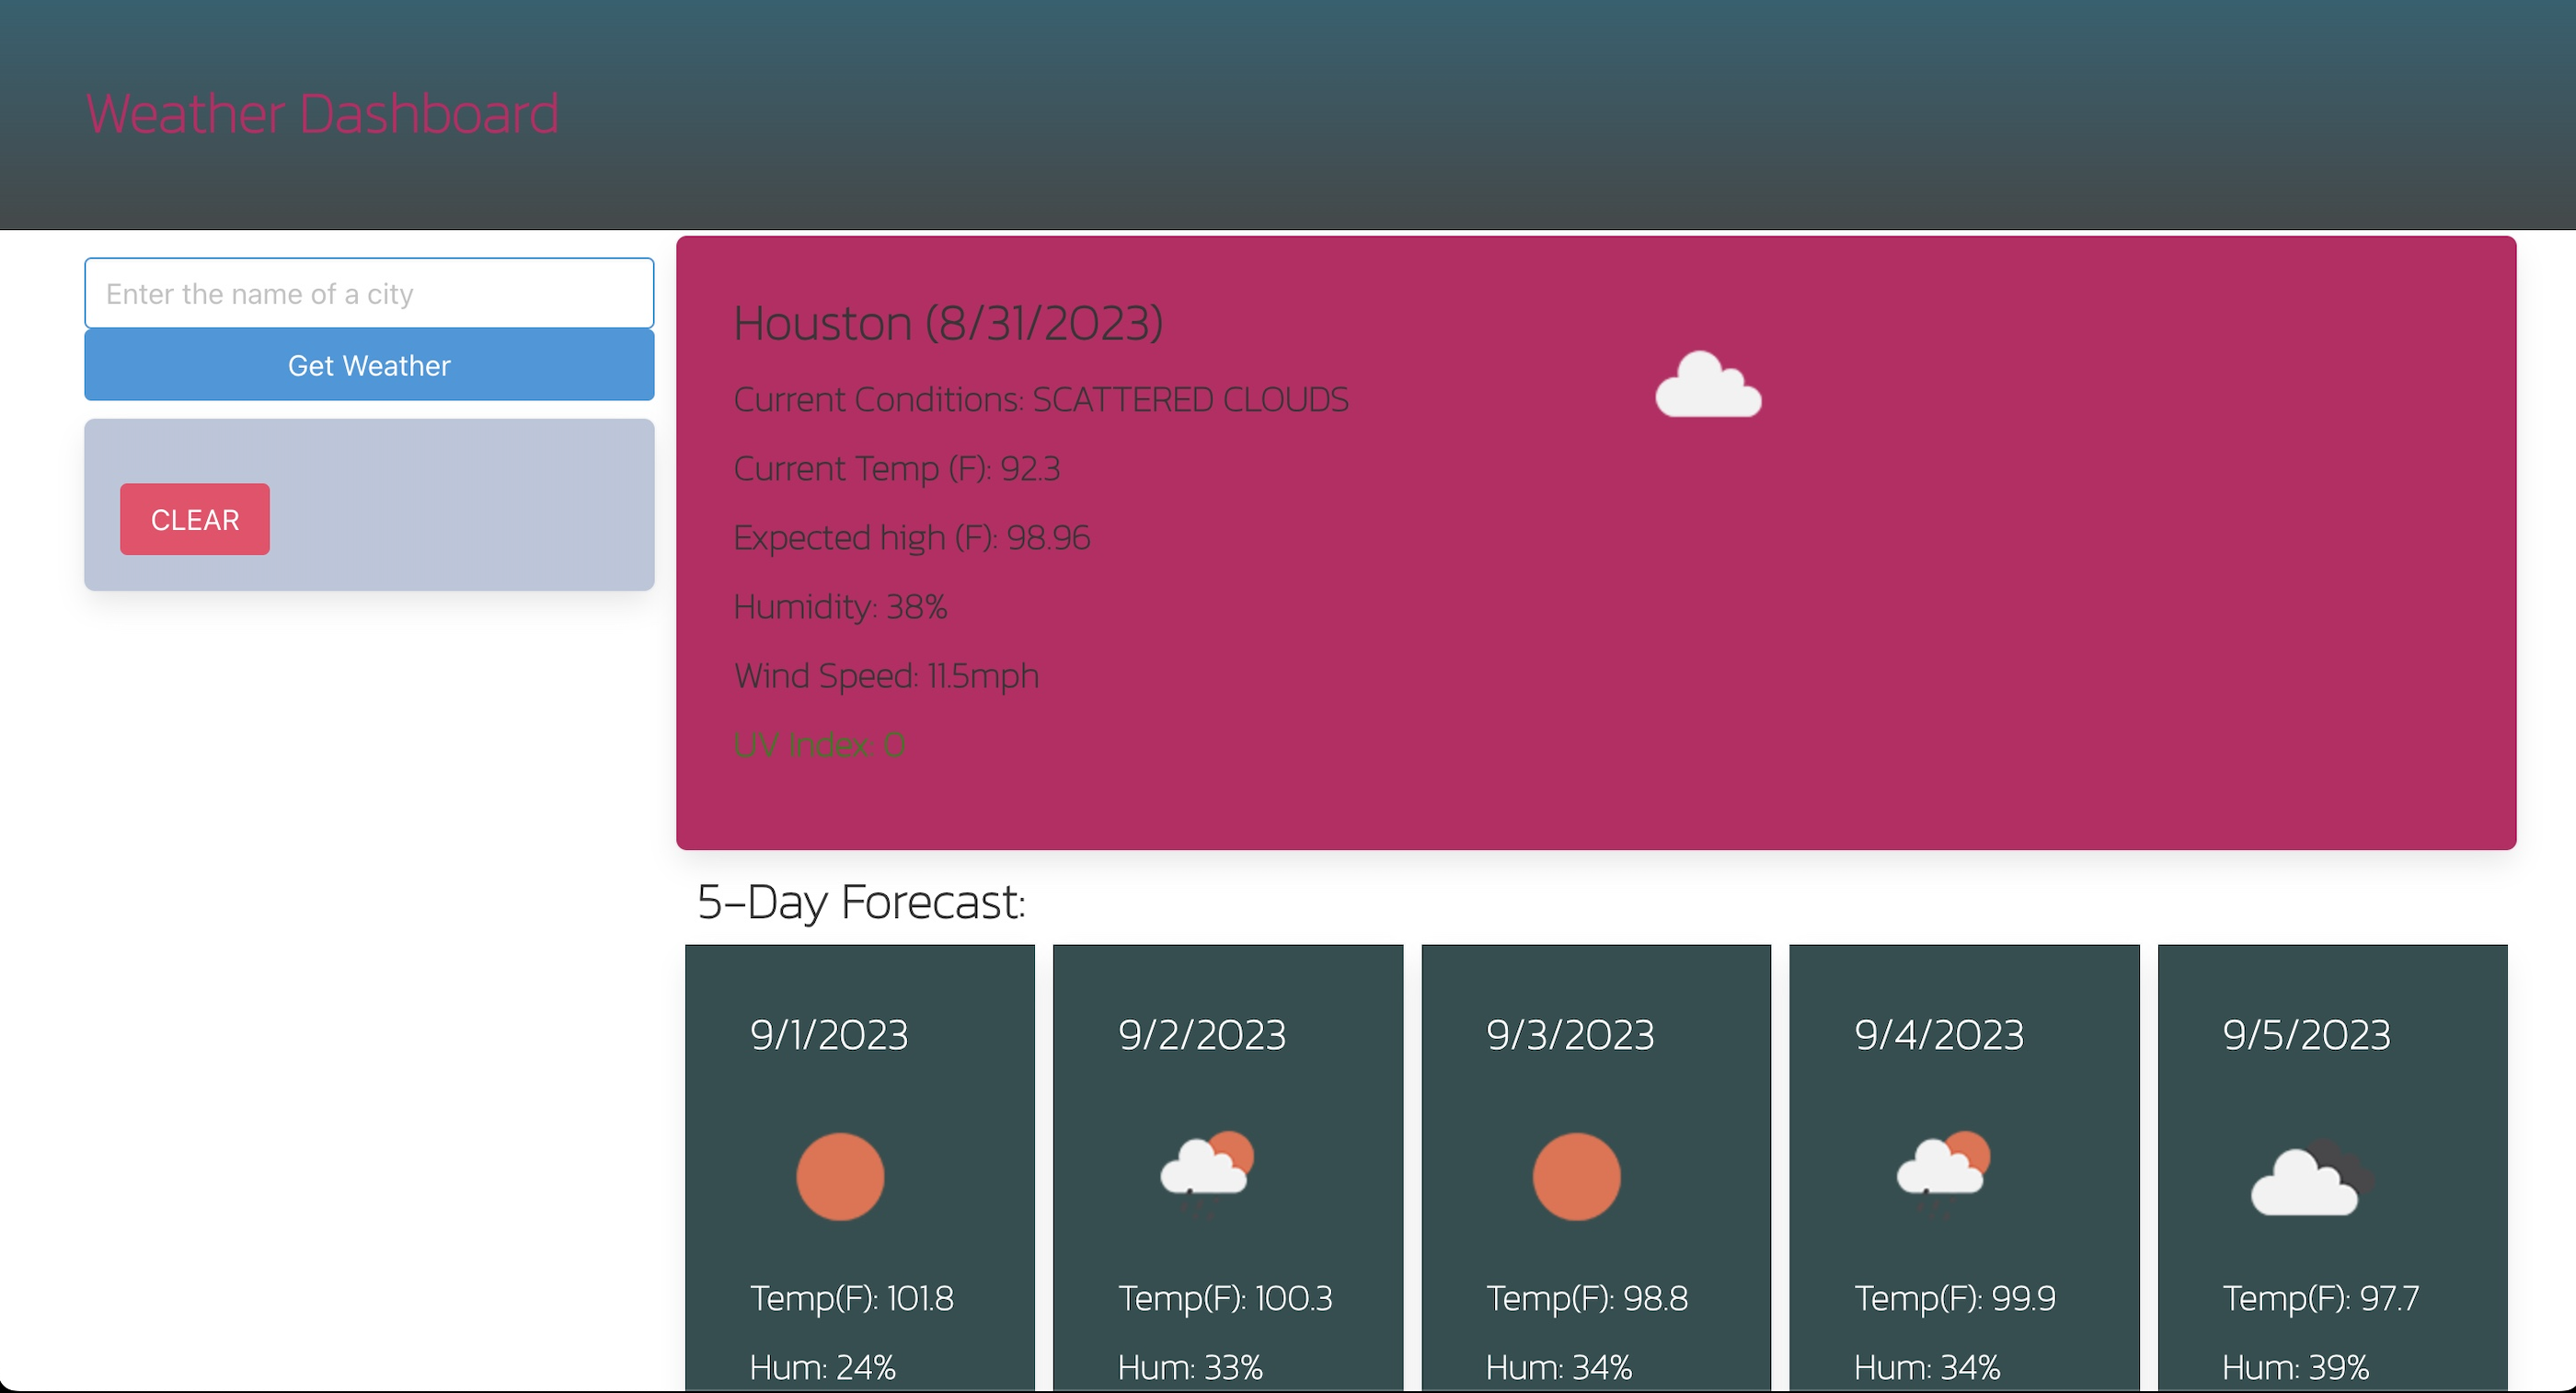 Weather Dashboard
Enter the name of a city
Get Weather
CLEAR
Houston (8/31/2023)
Current Conditions: SCATTERED CLOUDS
Current Temp (F): 92.3
Expected high (F): 98.96
Humidity: 38%
Wind Speed: 11.5mph
UV Index: 0
5-Day Forecast:
9/1/2023
Temp(F): 101.8
Hum: 24%
9/2/2023
Temp(F): 100.3
Hum: 33%
9/3/2023
Temp(F): 98.8
Hum: 34%
9/4/2023
Temp(F): 99.9
Hum: 34%
9/5/2023
Temp(F): 97.7
Hum: 39%